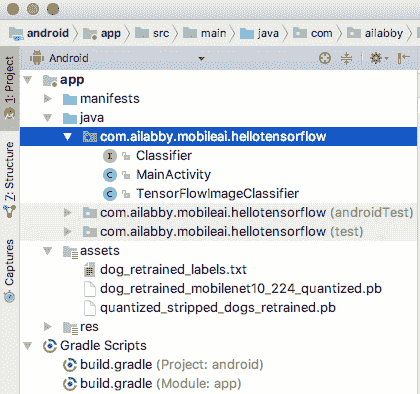 android app src main java com ailabby
Android
1: Project
app
manifests
java
com.ailabby.mobileai.hellotensorflow
I Classifier
C MainActivity
C TensorFlowImageClassifier
com.ailabby.mobileai.hellotensorflow (androidTest)
com.ailabby.mobileai.hellotensorflow (test)
assets
dog_retrained_labels.txt
dog_retrained_mobilenet10_224_quantized.pb
quantized_stripped_dogs_retrained.pb
res
Gradle Scripts
build.gradle (Project: android)
build.gradle (Module: app)
Z: Structure
Captures